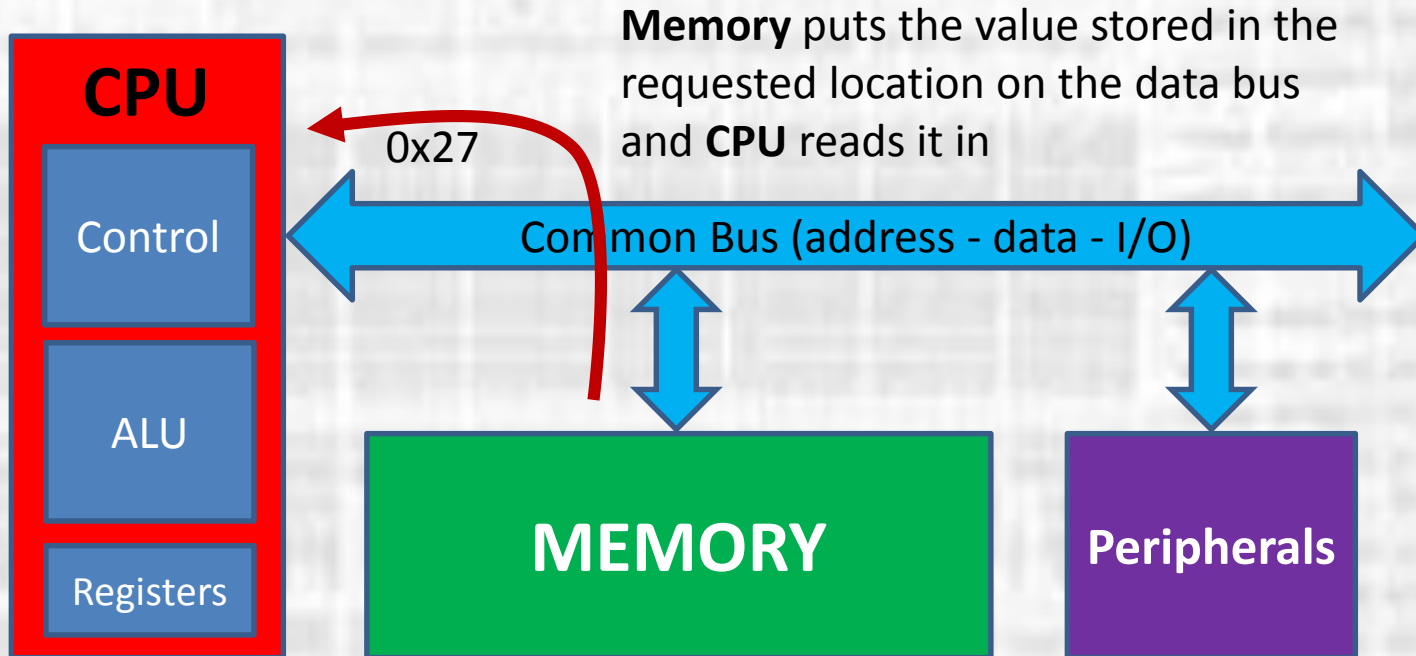 Memory puts the value stored in the
requested location on the data bus
and CPU reads it in
CPU
0x27
Control
Common Bus (address - data - I/O)
ALU
Registers
MEMORY
Peripherals